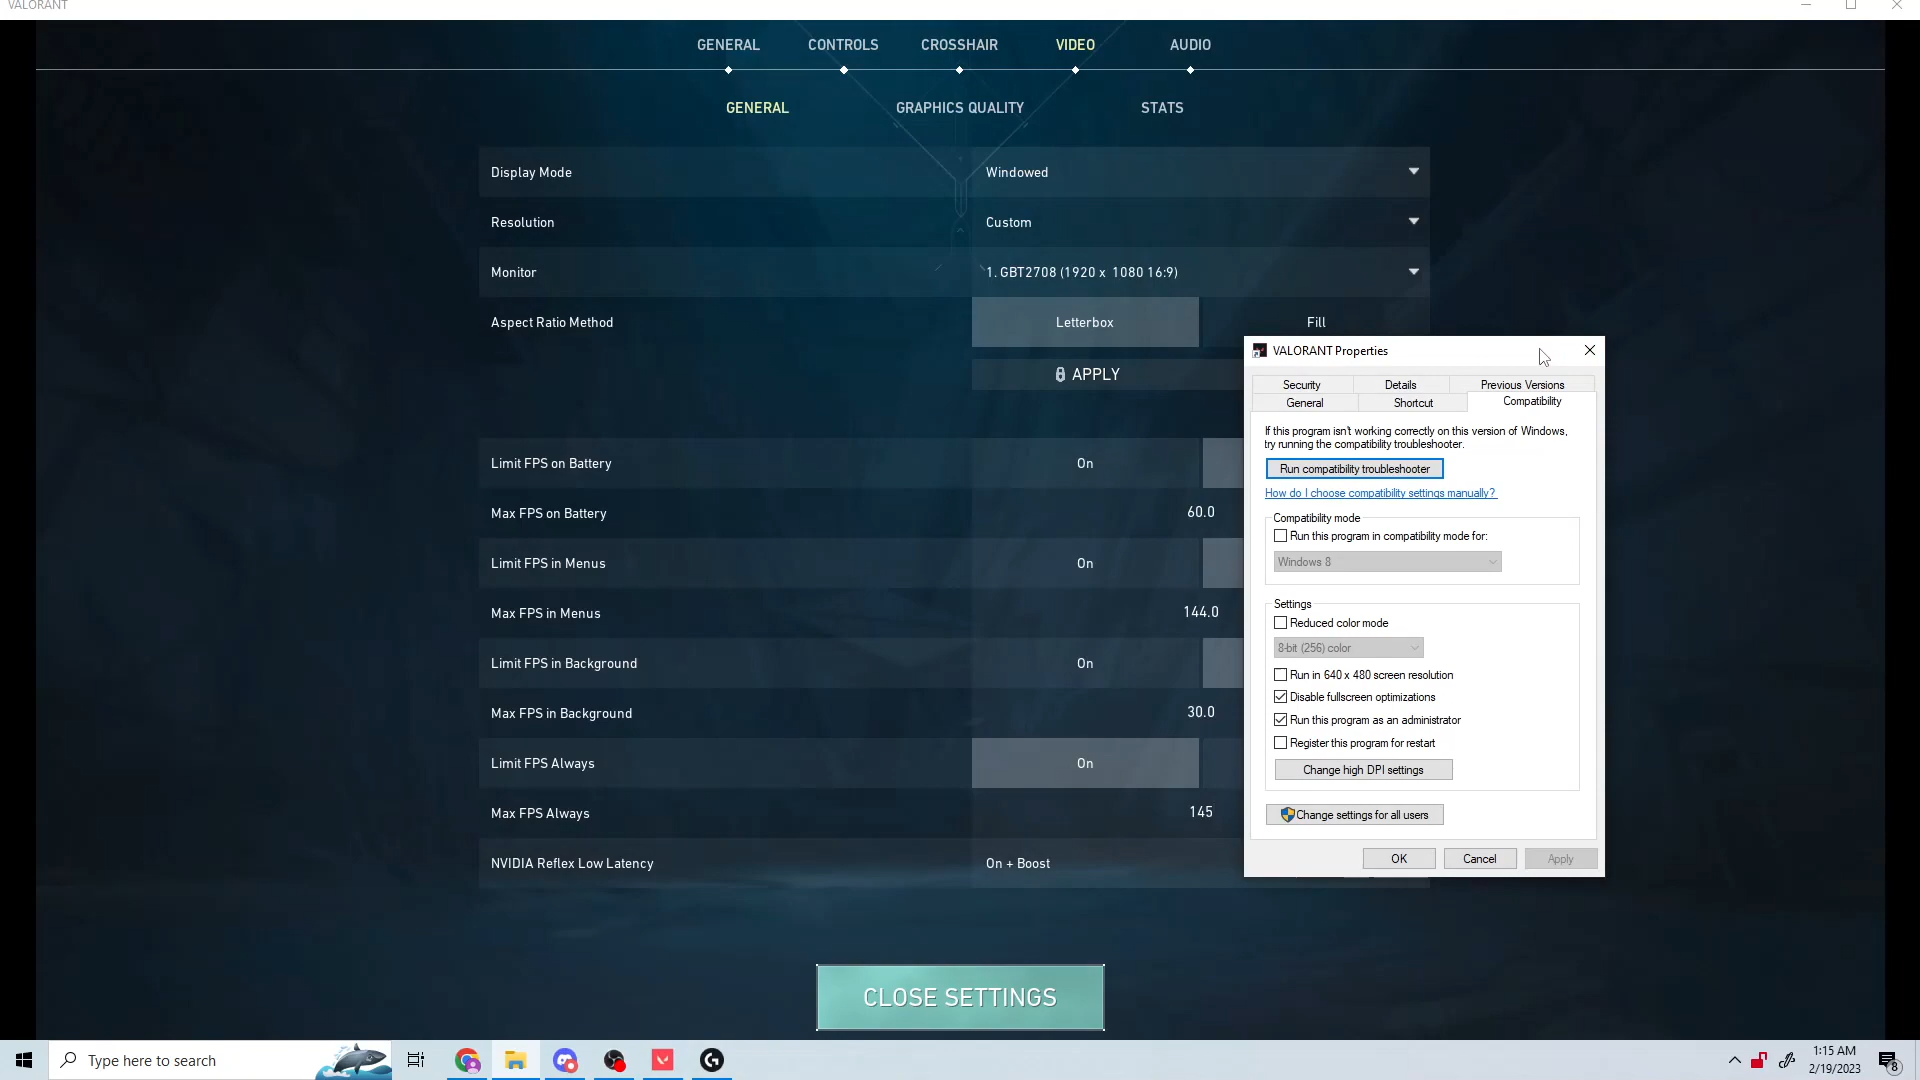 VALORANT
GENERAL CONTROLS CROSSHAIR VIDEO AUDIO
GENERAL GRAPHICS QUALITY STATS
Display Mode Windowed
Resolution Custom
Monitor 1. GBT2708 (1920 x 1080 16:9)
Aspect Ratio Method Letterbox Fill
APPLY
Limit FPS on Battery On
Max FPS on Battery 60.0
Limit FPS in Menus On
Max FPS in Menus 144.0
Limit FPS in Background On
Max FPS in Background 30.0
Limit FPS Always On
Max FPS Always 145
NVIDIA Reflex Low Latency On + Boost
CLOSE SETTINGS
VALORANT Properties
Security Details Previous Versions
General Shortcut Compatibility
If this program isn't working correctly on this version of Windows,
try running the compatibility troubleshooter.
Run compatibility troubleshooter
How do I choose compatibility settings manually?
Compatibility mode
Run this program in compatibility mode for:
Windows 8
Settings
Reduced color mode
8-bit (256) color
Run in 640 x 480 screen resolution
Disable fullscreen optimizations
Run this program as an administrator
Register this program for restart
Change high DPI settings
Change settings for all users
OK Cancel Apply
Type here to search
1:15 AM
2/19/2023
8